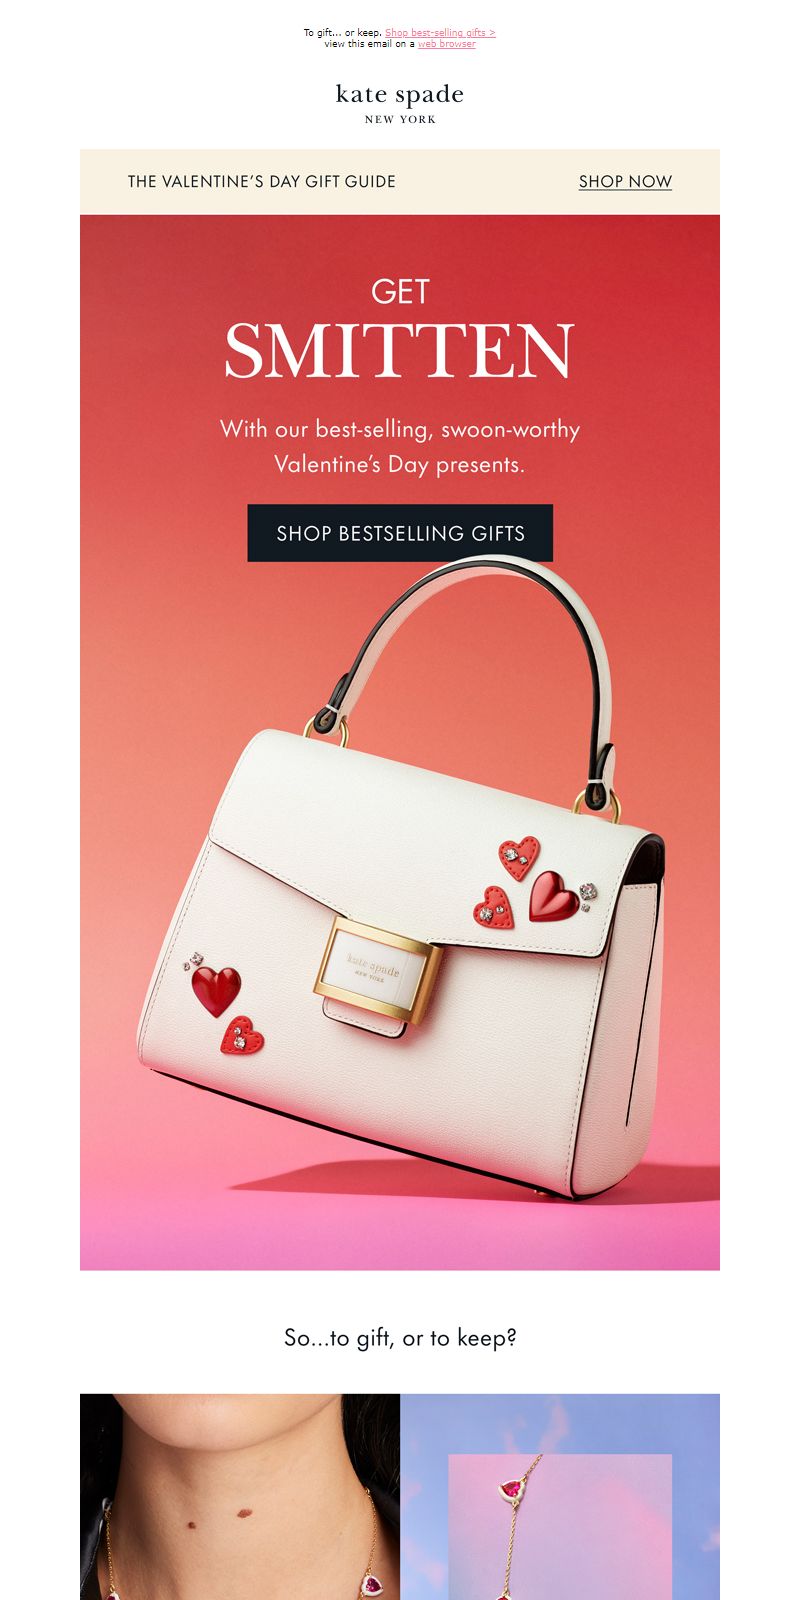 To gift... or keep. Shop best-selling gifts >
view this email on a web browser
kate spade
NEW YORK
THE VALENTINE'S DAY GIFT GUIDE SHOP NOW
GET
SMITTEN
With our best-selling, swoon-worthy
Valentine's Day presents.
SHOP BESTSELLING GIFTS
kate spade
NEW YORK
So...to gift, or to keep?